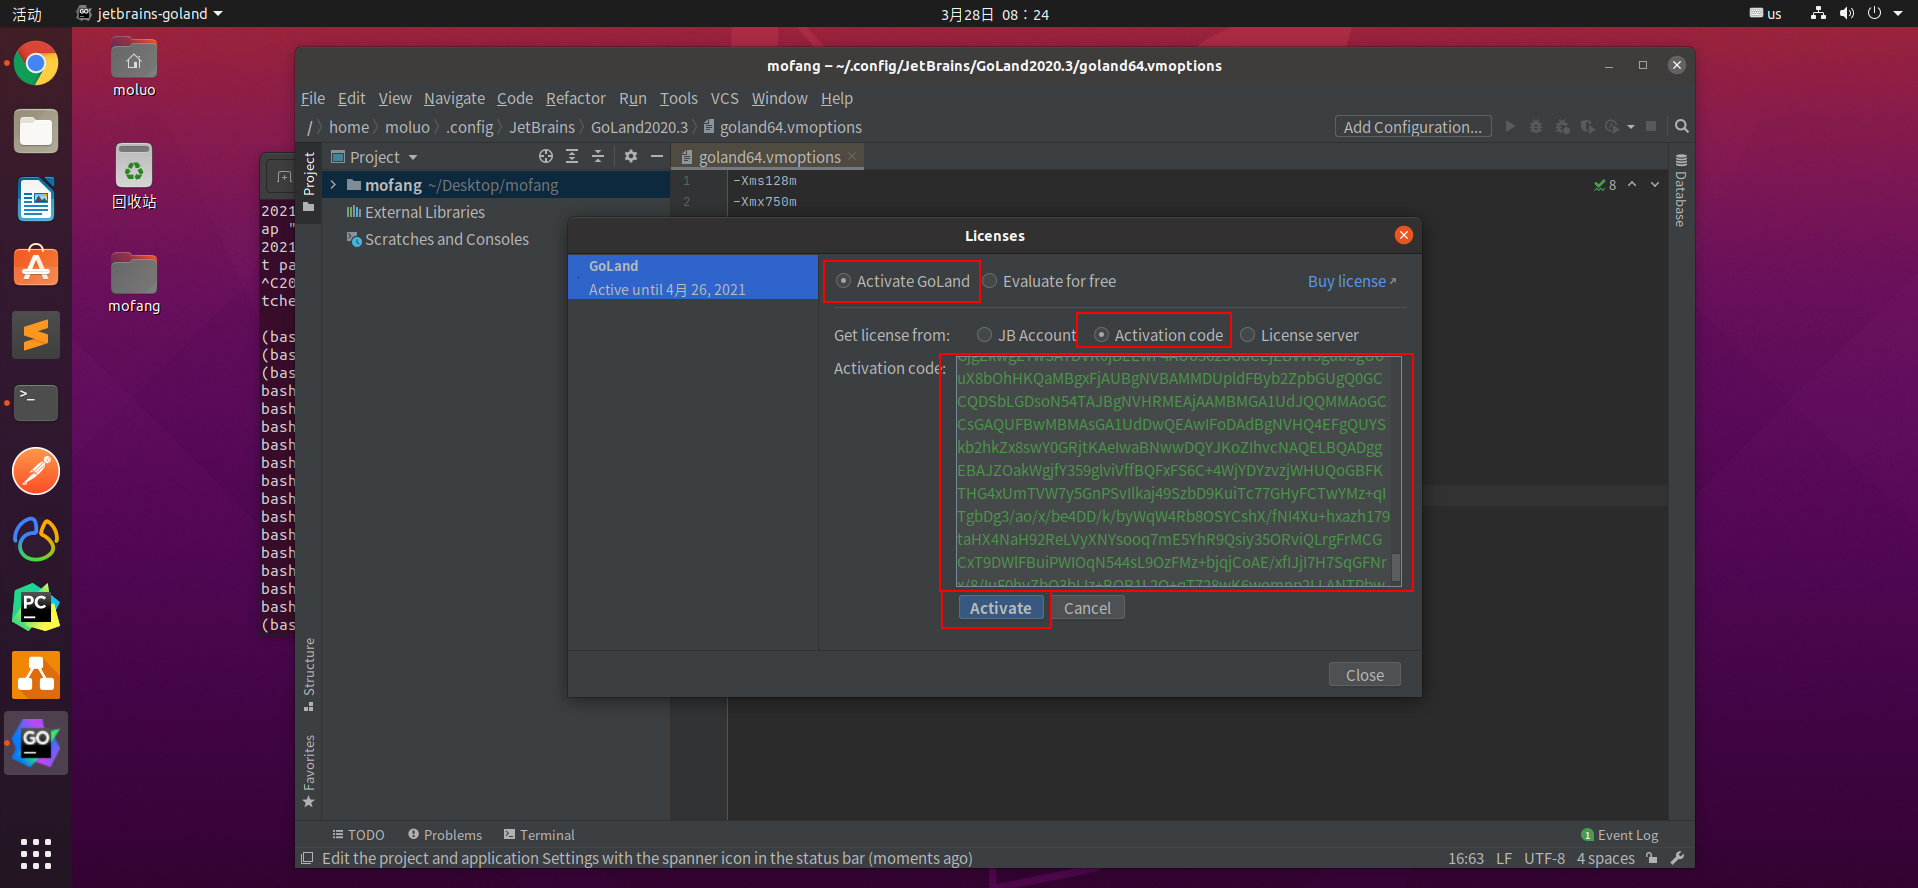 活动
jetbrains-goland
3月28日 08：24
us
moluo
回收站
mofang
mofang – ~/.config/JetBrains/GoLand2020.3/goland64.vmoptions
File Edit View Navigate Code Refactor Run Tools VCS Window Help
/ home moluo .config JetBrains GoLand2020.3 goland64.vmoptions
Add Configuration...
Project
Project
goland64.vmoptions
mofang ~/Desktop/mofang
External Libraries
Scratches and Consoles
1 -Xms128m
2 -Xmx750m
8
Database
2021
ap "
2021
t pa
^C20
tche
(bas
(bas
(bas
bash
bash
bash
bash
bash
bash
bash
bash
bash
bash
bash
bash
bash
(bas
Licenses
GoLand
Active until 4月 26, 2021
Activate GoLand
Evaluate for free
Buy license
Get license from:
JB Account
Activation code
License server
Activation code:
uX8bOhHKQaMBgxFjAUBgNVBAMMDUpldFByb2ZpbGUgQ0GC
CQDSbLGDsoN54TAJBgNVHRMEAjAAMBMGA1UdJQQMMAoGC
CsGAQUFBwMBMAsGA1UdDwQEAwIFoDAdBgNVHQ4EFgQUYS
kb2hkZx8swY0GRjtKAeIwaBNwwDQYJKoZIhvcNAQELBQADgg
EBAJZOakWgjfY359glviVffBQFxFS6C+4WjYDYzvzjWHUQoGBFK
THG4xUmTVW7y5GnPSvIlkaj49SzbD9KuiTc77GHyFCTwYMz+qI
TgbDg3/ao/x/be4DD/k/byWqW4Rb8OSYCshX/fNI4Xu+hxazh179
taHX4NaH92ReLVyXNYsooq7mE5YhR9Qsiy35ORviQLrgFrMCG
CxT9DWlFBuiPWIOqN544sL9OzFMz+bjqjCoAE/xfIJjI7H7SqGFNr
Activate
Cancel
Close
Structure
Favorites
TODO
Problems
Terminal
1 Event Log
Edit the project and application Settings with the spanner icon in the status bar (moments ago)
16:63 LF UTF-8 4 spaces
>_
PC
GO